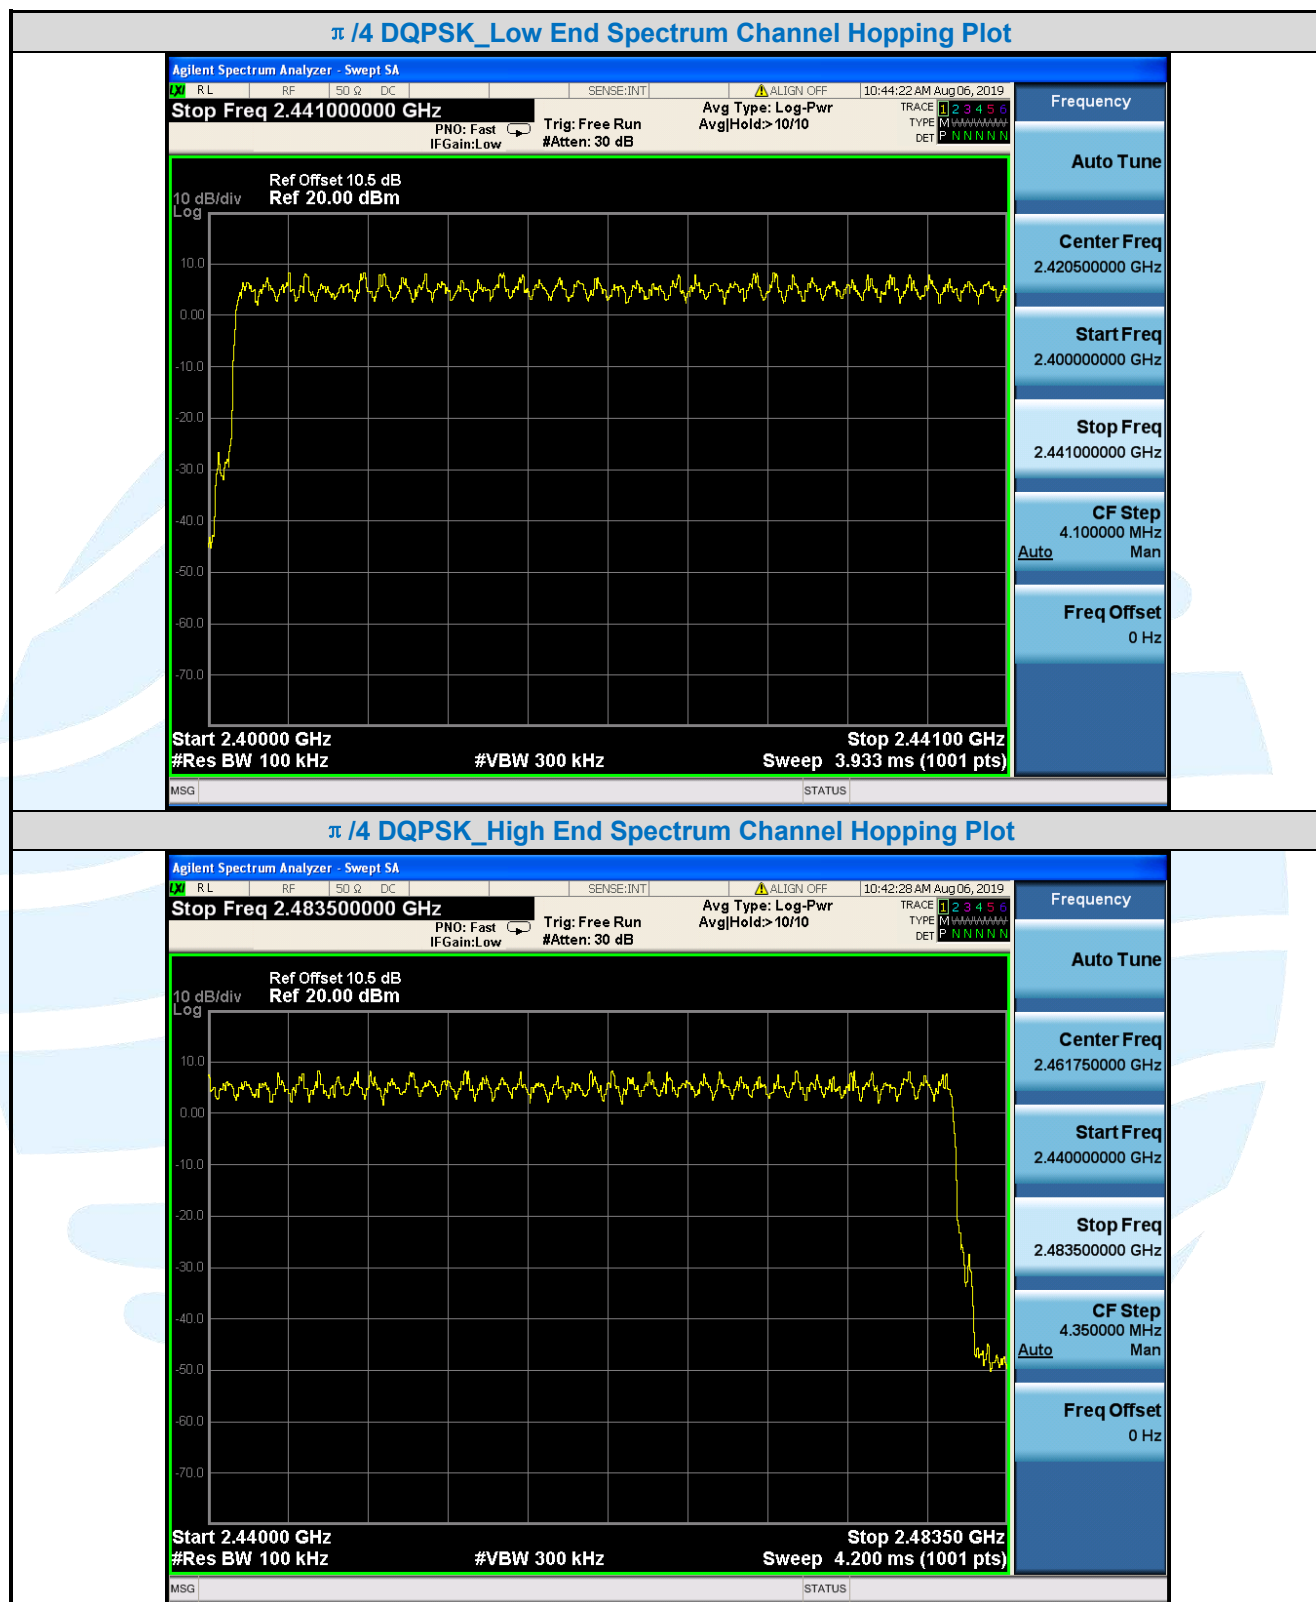 π /4 DQPSK_Low End Spectrum Channel Hopping Plot
Agilent Spectrum Analyzer - Swept SA
LXI RL RF 50 Ω DC SENSE:INT ALIGN OFF 10:44:22 AM Aug 06, 2019
Stop Freq 2.441000000 GHz
PNO: Fast
IFGain:Low
Trig: Free Run
#Atten: 30 dB
Avg Type: Log-Pwr
Avg|Hold:> 10/10
TRACE 1 2 3 4 5 6
TYPE M WWWWW
DET P N N N N N
Ref Offset 10.5 dB
10 dB/div Ref 20.00 dBm
Log
10.0
0.00
-10.0
-20.0
-30.0
-40.0
-50.0
-60.0
-70.0
Start 2.40000 GHz Stop 2.44100 GHz
#Res BW 100 kHz #VBW 300 kHz Sweep 3.933 ms (1001 pts)
MSG STATUS
Frequency
Auto Tune
Center Freq
2.420500000 GHz
Start Freq
2.400000000 GHz
Stop Freq
2.441000000 GHz
CF Step
4.100000 MHz
Auto Man
Freq Offset
0 Hz
π /4 DQPSK_High End Spectrum Channel Hopping Plot
Agilent Spectrum Analyzer - Swept SA
LXI RL RF 50 Ω DC SENSE:INT ALIGN OFF 10:42:28 AM Aug 06, 2019
Stop Freq 2.483500000 GHz
PNO: Fast
IFGain:Low
Trig: Free Run
#Atten: 30 dB
Avg Type: Log-Pwr
Avg|Hold:> 10/10
TRACE 1 2 3 4 5 6
TYPE M WWWWW
DET P N N N N N
Ref Offset 10.5 dB
10 dB/div Ref 20.00 dBm
Log
10.0
0.00
-10.0
-20.0
-30.0
-40.0
-50.0
-60.0
-70.0
Start 2.44000 GHz Stop 2.48350 GHz
#Res BW 100 kHz #VBW 300 kHz Sweep 4.200 ms (1001 pts)
MSG STATUS
Frequency
Auto Tune
Center Freq
2.461750000 GHz
Start Freq
2.440000000 GHz
Stop Freq
2.483500000 GHz
CF Step
4.350000 MHz
Auto Man
Freq Offset
0 Hz